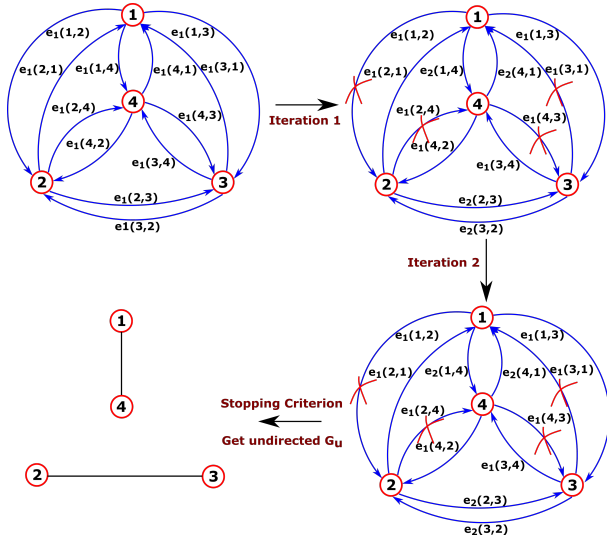 1
e₁(1,2)
e₁(1,3)
e₁(2,1)
e₁(1,4)
e₁(4,1)
e₁(3,1)
4
e₁(2,4)
e₁(4,3)
e₁(4,2)
e₁(3,4)
2
3
e₁(2,3)
e1(3,2)
Iteration 1
1
e₁(1,2)
e₁(1,3)
e₁(2,1)
e₂(1,4)
e₂(4,1)
e₁(3,1)
4
e₁(2,4)
e₁(4,3)
e₁(4,2)
e₁(3,4)
2
3
e₂(2,3)
e₂(3,2)
Iteration 2
1
e₁(1,2)
e₁(1,3)
e₁(2,1)
e₂(1,4)
e₂(4,1)
e₁(3,1)
4
e₁(2,4)
e₁(4,3)
e₁(4,2)
e₁(3,4)
2
3
e₂(2,3)
e₂(3,2)
Stopping Criterion
Get undirected Gᵤ
1
4
2
3